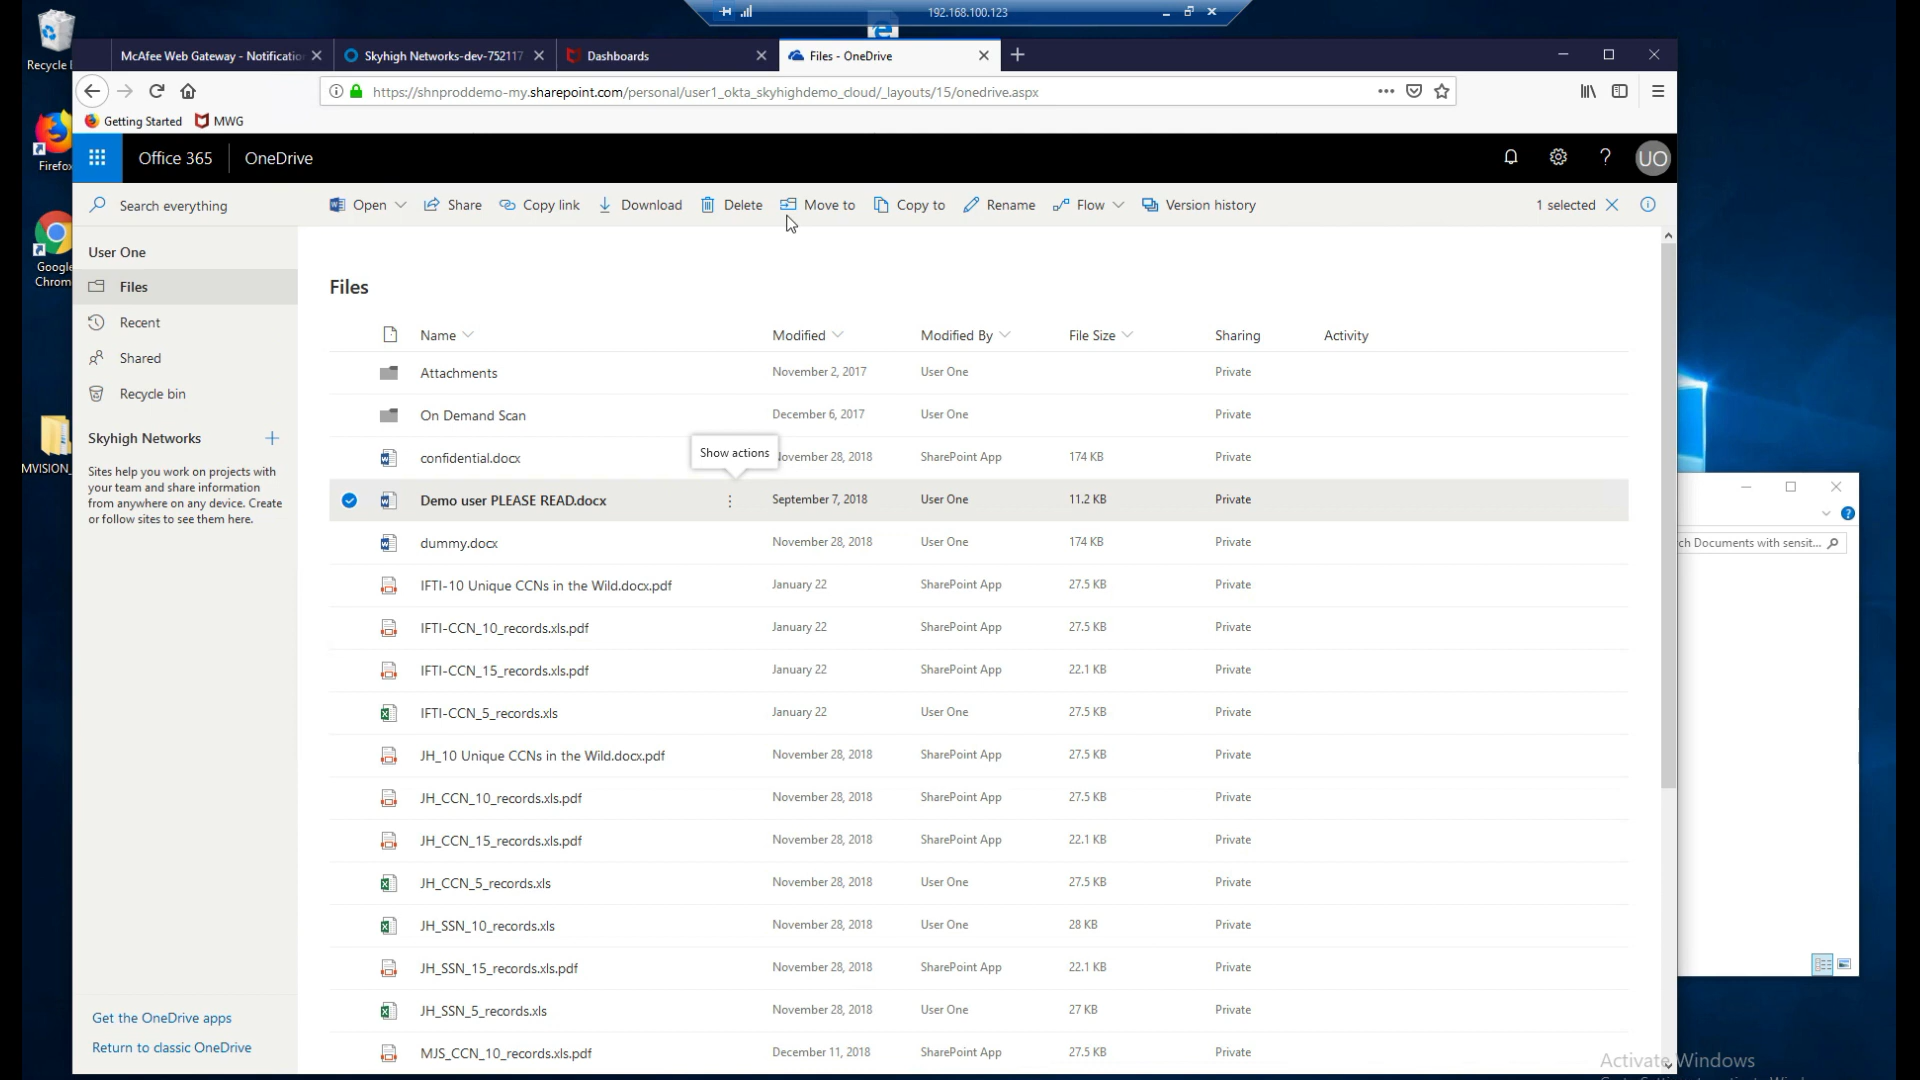 192.168.100.123
Recycle
McAfee Web Gateway - Notificatio
Skyhigh Networks-dev-752117
Dashboards
Files - OneDrive
https://shnproddemo-my.sharepoint.com/personal/user1_okta_skyhighdemo_cloud/_layouts/15/onedrive.aspx
Getting Started
MWG
Firefox
Office 365
OneDrive
UO
Search everything
Open
Share
Copy link
Download
Delete
Move to
Copy to
Rename
Flow
Version history
1 selected
Google
Chrom
MVISION_
User One
Files
Recent
Shared
Recycle bin
Skyhigh Networks
Sites help you work on projects with
your team and share information
from anywhere on any device. Create
or follow sites to see them here.
Get the OneDrive apps
Return to classic OneDrive
Files
Name Modified Modified By File Size Sharing Activity
Attachments November 2, 2017 User One Private
On Demand Scan December 6, 2017 User One Private
Show actions
confidential.docx November 28, 2018 SharePoint App 174 KB Private
Demo user PLEASE READ.docx September 7, 2018 User One 11.2 KB Private
dummy.docx November 28, 2018 User One 174 KB Private
IFTI-10 Unique CCNs in the Wild.docx.pdf January 22 SharePoint App 27.5 KB Private
IFTI-CCN_10_records.xls.pdf January 22 SharePoint App 27.5 KB Private
IFTI-CCN_15_records.xls.pdf January 22 SharePoint App 22.1 KB Private
IFTI-CCN_5_records.xls January 22 User One 27.5 KB Private
JH_10 Unique CCNs in the Wild.docx.pdf November 28, 2018 SharePoint App 27.5 KB Private
JH_CCN_10_records.xls.pdf November 28, 2018 SharePoint App 27.5 KB Private
JH_CCN_15_records.xls.pdf November 28, 2018 SharePoint App 22.1 KB Private
JH_CCN_5_records.xls November 28, 2018 User One 27.5 KB Private
JH_SSN_10_records.xls November 28, 2018 User One 28 KB Private
JH_SSN_15_records.xls.pdf November 28, 2018 SharePoint App 22.1 KB Private
JH_SSN_5_records.xls November 28, 2018 User One 27 KB Private
MJS_CCN_10_records.xls.pdf December 11, 2018 SharePoint App 27.5 KB Private
ch Documents with sensit...
Activate Windows